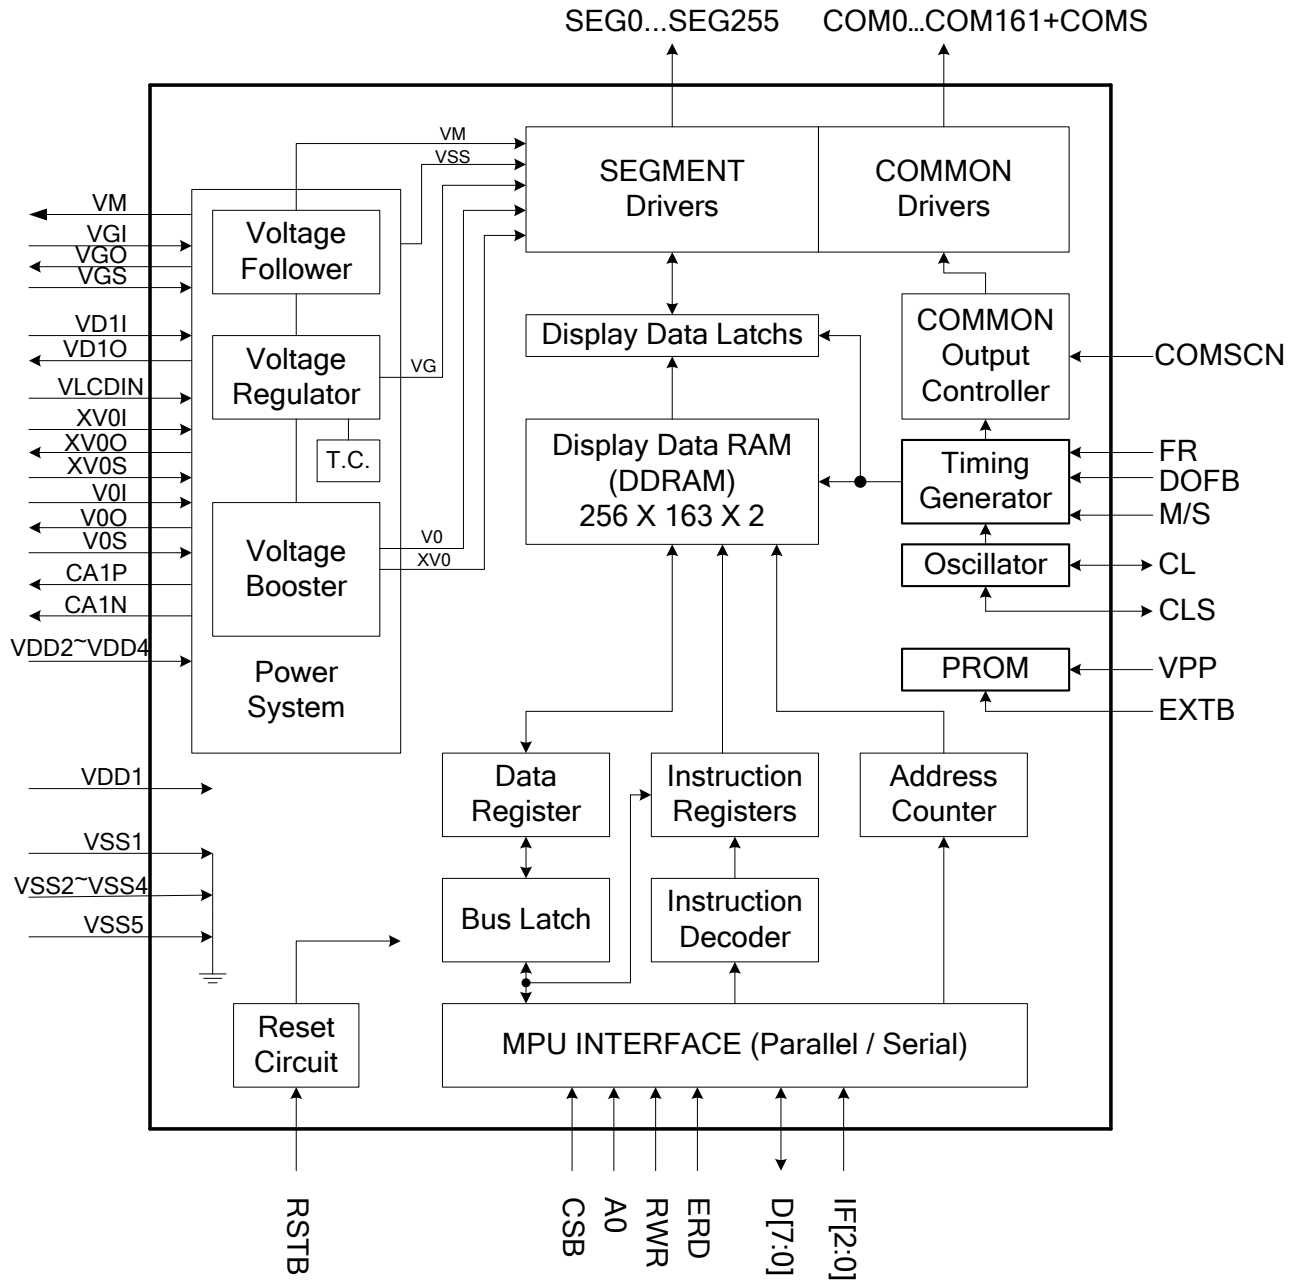 SEG0...SEG255
COM0...COM161+COMS
VM
VSS
SEGMENT
Drivers
COMMON
Drivers
VM
VGI
VGO
VGS
VD1I
VD1O
VLCDIN
XV0I
XV0O
XV0S
V0I
V0O
V0S
CA1P
CA1N
VDD2~VDD4
Voltage
Follower
Voltage
Regulator
VG
T.C.
Voltage
Booster
V0
XV0
Power
System
Display Data Latchs
Display Data RAM
(DDRAM)
256 X 163 X 2
COMMON
Output
Controller
COMSCN
Timing
Generator
FR
DOFB
M/S
Oscillator
CL
CLS
PROM
VPP
EXTB
VDD1
VSS1
VSS2~VSS4
VSS5
Data
Register
Instruction
Registers
Address
Counter
Bus Latch
Instruction
Decoder
Reset
Circuit
MPU INTERFACE (Parallel / Serial)
RSTB
CSB
A0
RWR
ERD
D[7:0]
IF[2:0]